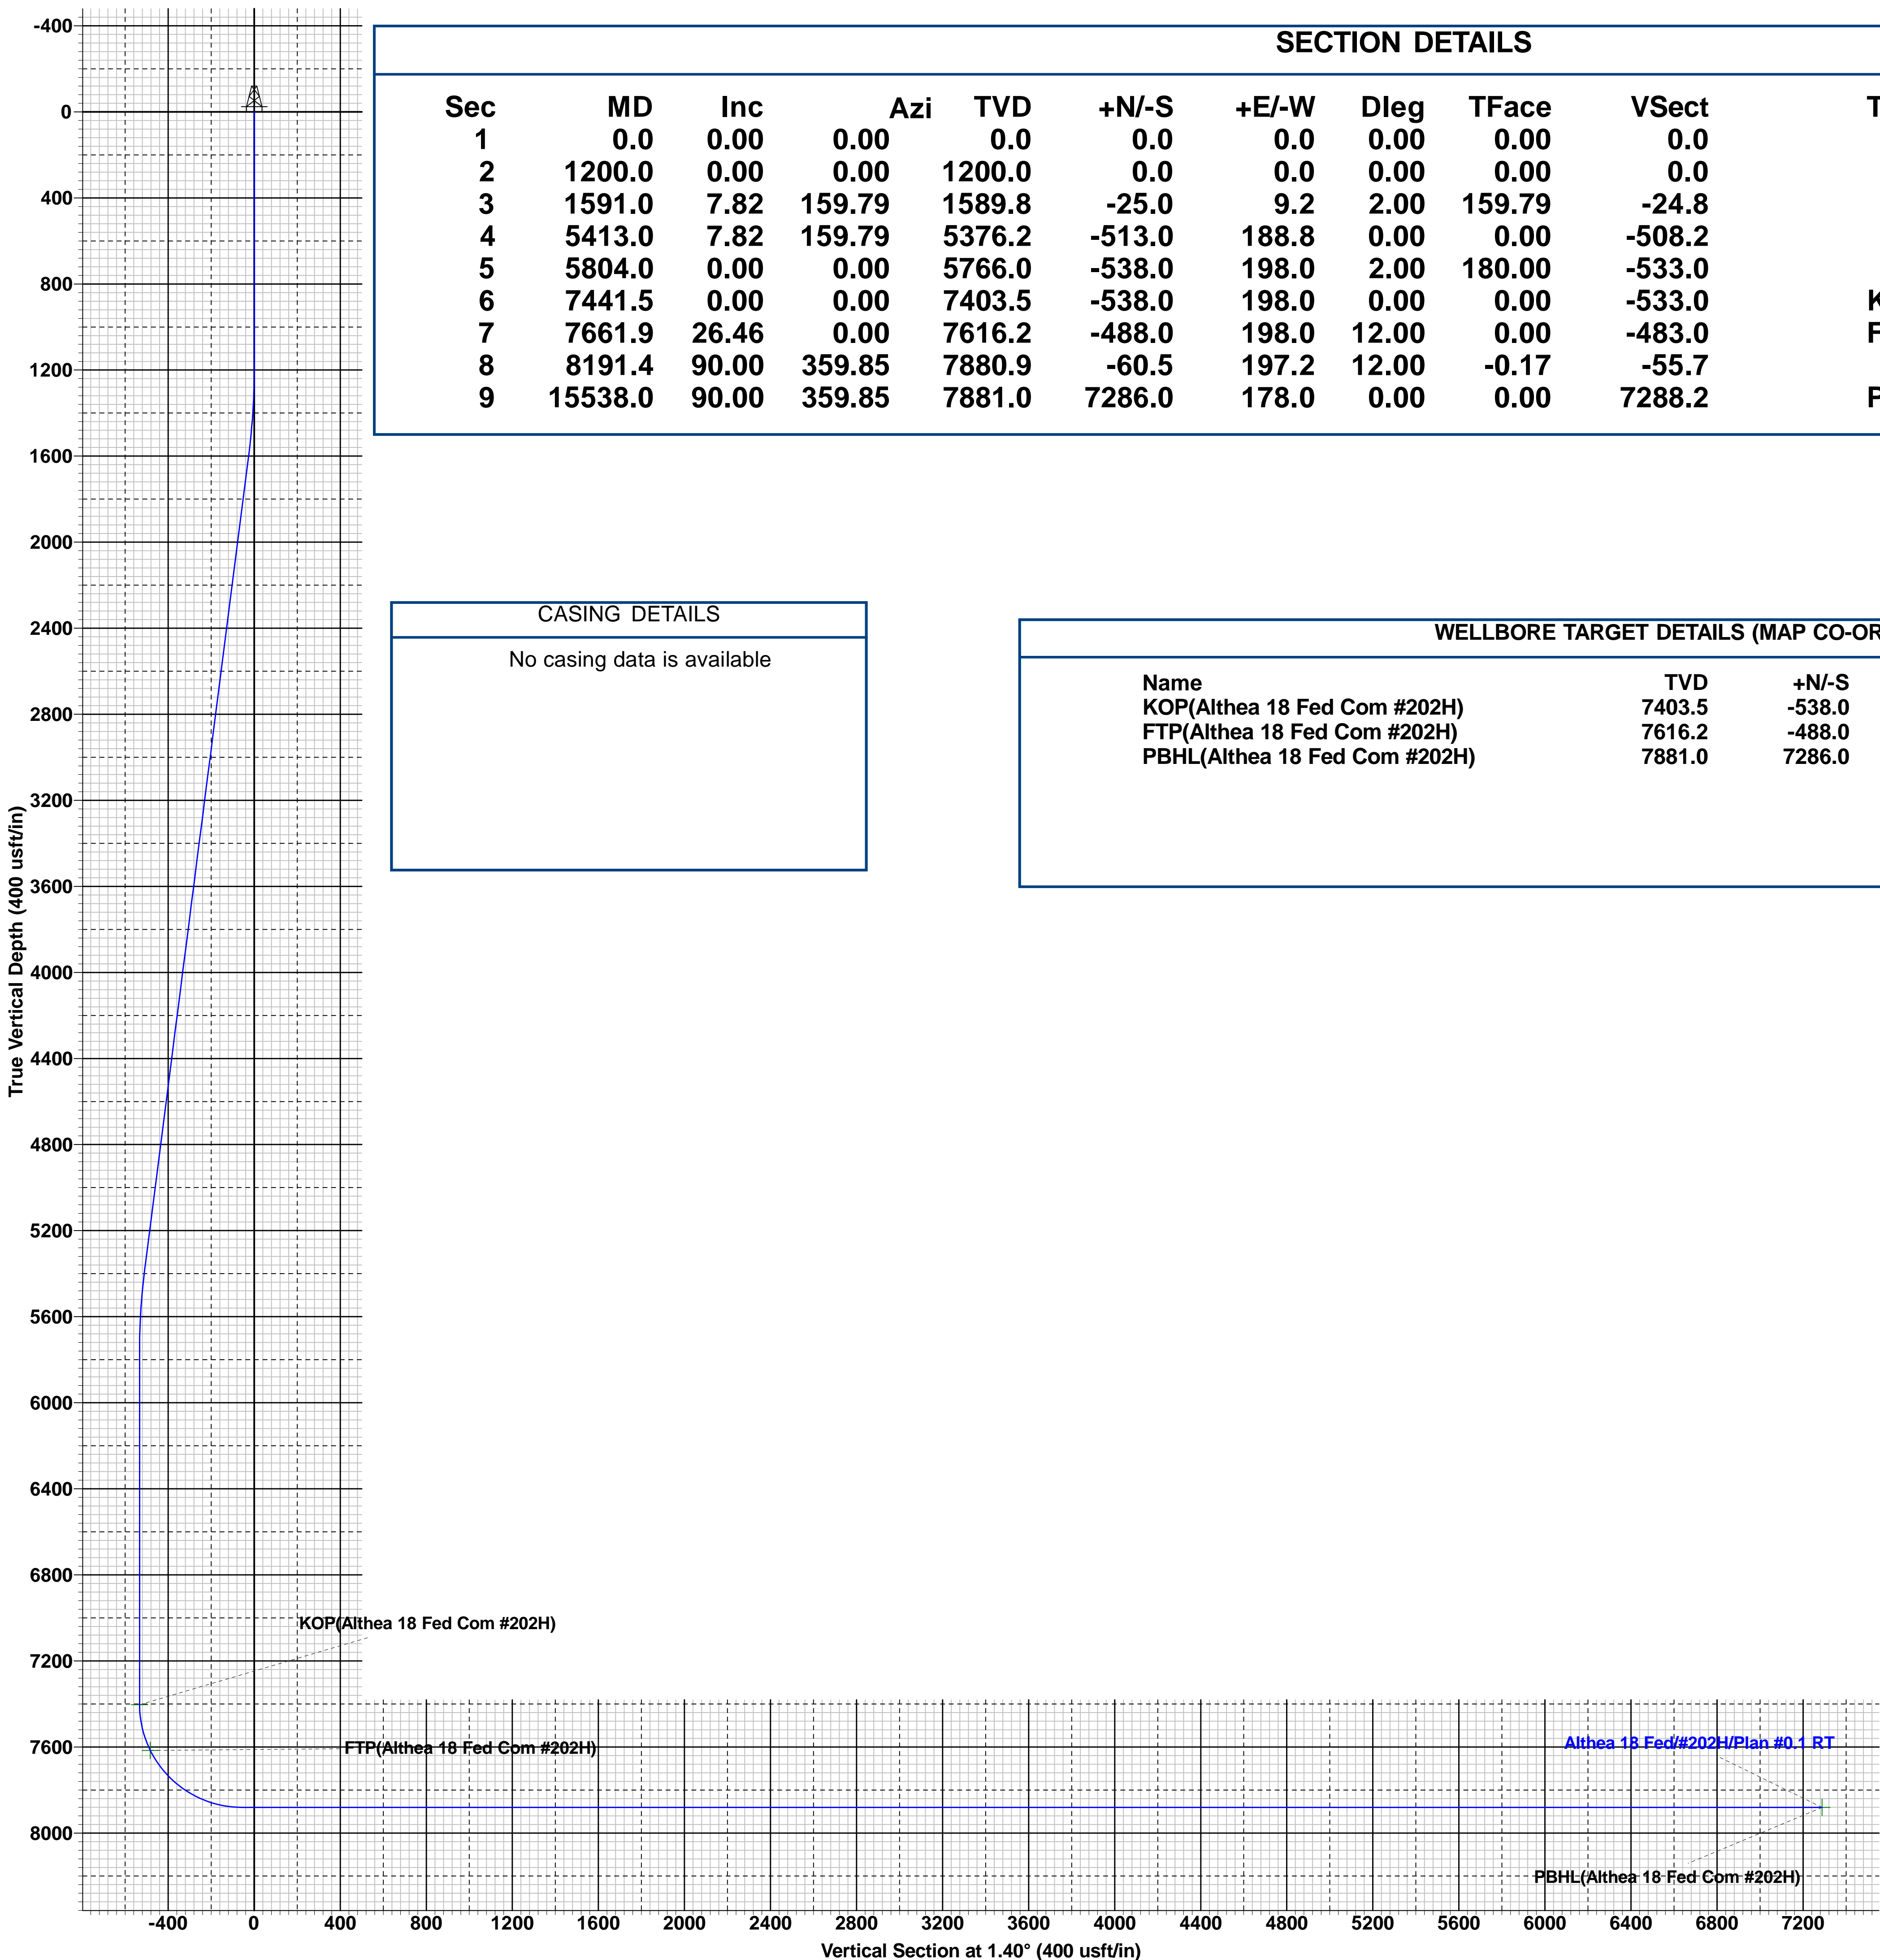 SECTION DETAILS
Sec MD Inc Azi TVD +N/-S +E/-W Dleg TFace VSect T
1 0.0 0.00 0.00 0.0 0.0 0.0 0.00 0.00 0.0
2 1200.0 0.00 0.00 1200.0 0.0 0.0 0.00 0.00 0.0
3 1591.0 7.82 159.79 1589.8 -25.0 9.2 2.00 159.79 -24.8
4 5413.0 7.82 159.79 5376.2 -513.0 188.8 0.00 0.00 -508.2
5 5804.0 0.00 0.00 5766.0 -538.0 198.0 2.00 180.00 -533.0
6 7441.5 0.00 0.00 7403.5 -538.0 198.0 0.00 0.00 -533.0 K
7 7661.9 26.46 0.00 7616.2 -488.0 198.0 12.00 0.00 -483.0 F
8 8191.4 90.00 359.85 7880.9 -60.5 197.2 12.00 -0.17 -55.7
9 15538.0 90.00 359.85 7881.0 7286.0 178.0 0.00 0.00 7288.2 P
CASING DETAILS
No casing data is available
WELLBORE TARGET DETAILS (MAP CO-OR
Name TVD +N/-S
KOP(Althea 18 Fed Com #202H) 7403.5 -538.0
FTP(Althea 18 Fed Com #202H) 7616.2 -488.0
PBHL(Althea 18 Fed Com #202H) 7881.0 7286.0
True Vertical Depth (400 usft/in)
-400
0
400
800
1200
1600
2000
2400
2800
3200
3600
4000
4400
4800
5200
5600
6000
6400
6800
7200
7600
8000
KOP(Althea 18 Fed Com #202H)
FTP(Althea 18 Fed Com #202H)
Althea 18 Fed/#202H/Plan #0.1 RT
PBHL(Althea 18 Fed Com #202H)
-400 0 400 800 1200 1600 2000 2400 2800 3200 3600 4000 4400 4800 5200 5600 6000 6400 6800 7200
Vertical Section at 1.40° (400 usft/in)